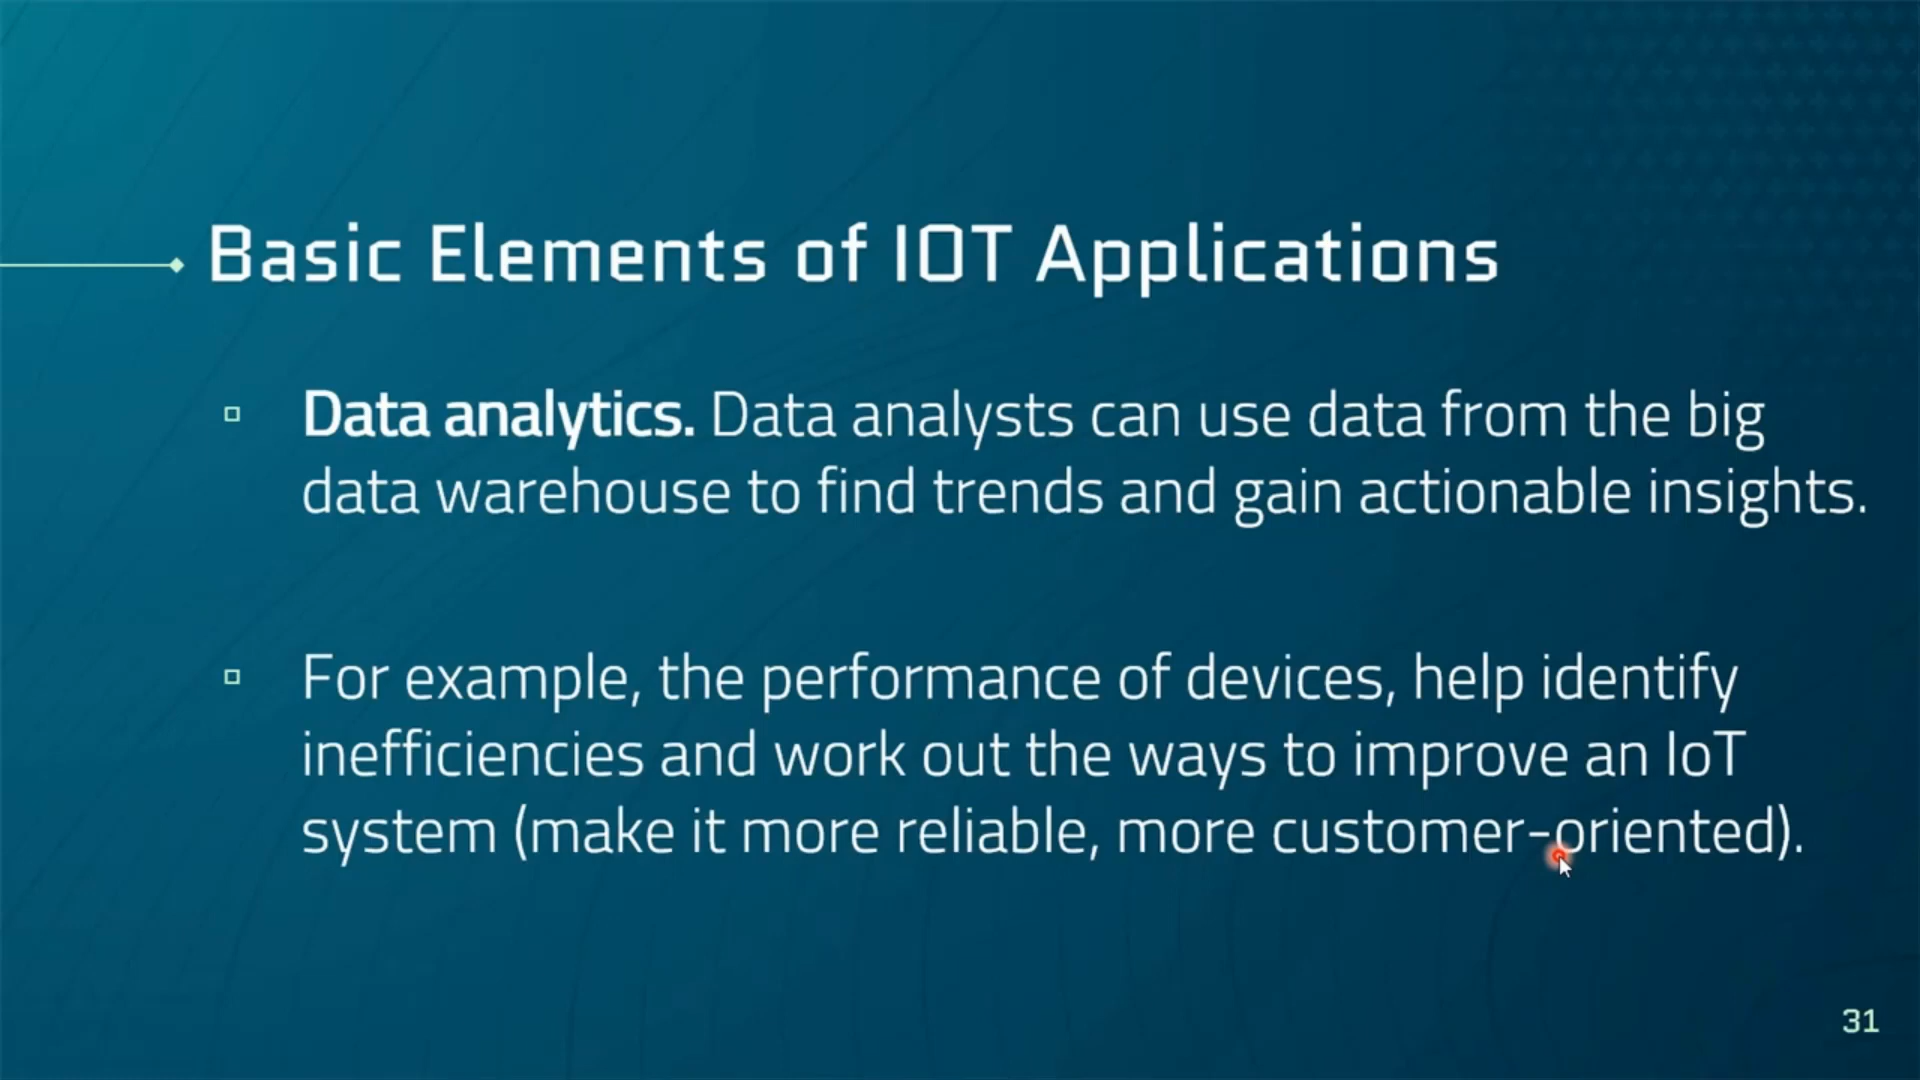 Basic Elements of IOT Applications
Data analytics. Data analysts can use data from the big
data warehouse to find trends and gain actionable insights.
For example, the performance of devices, help identify
inefficiencies and work out the ways to improve an IoT
system (make it more reliable, more customer-oriented).
31